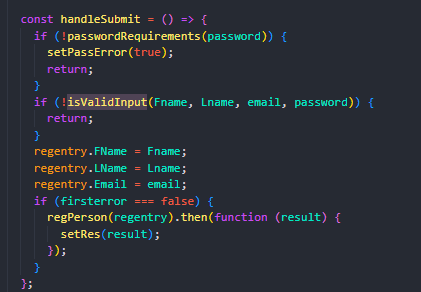 const handleSubmit = () => {
if (!passwordRequirements(password)) {
setPassError(true);
return;
}
if (!isValidInput(Fname, Lname, email, password)) {
return;
}
regentry.FName = Fname;
regentry.LName = Lname;
regentry.Email = email;
if (firsterror === false) {
regPerson(regentry).then(function (result) {
setRes(result);
});
}
};